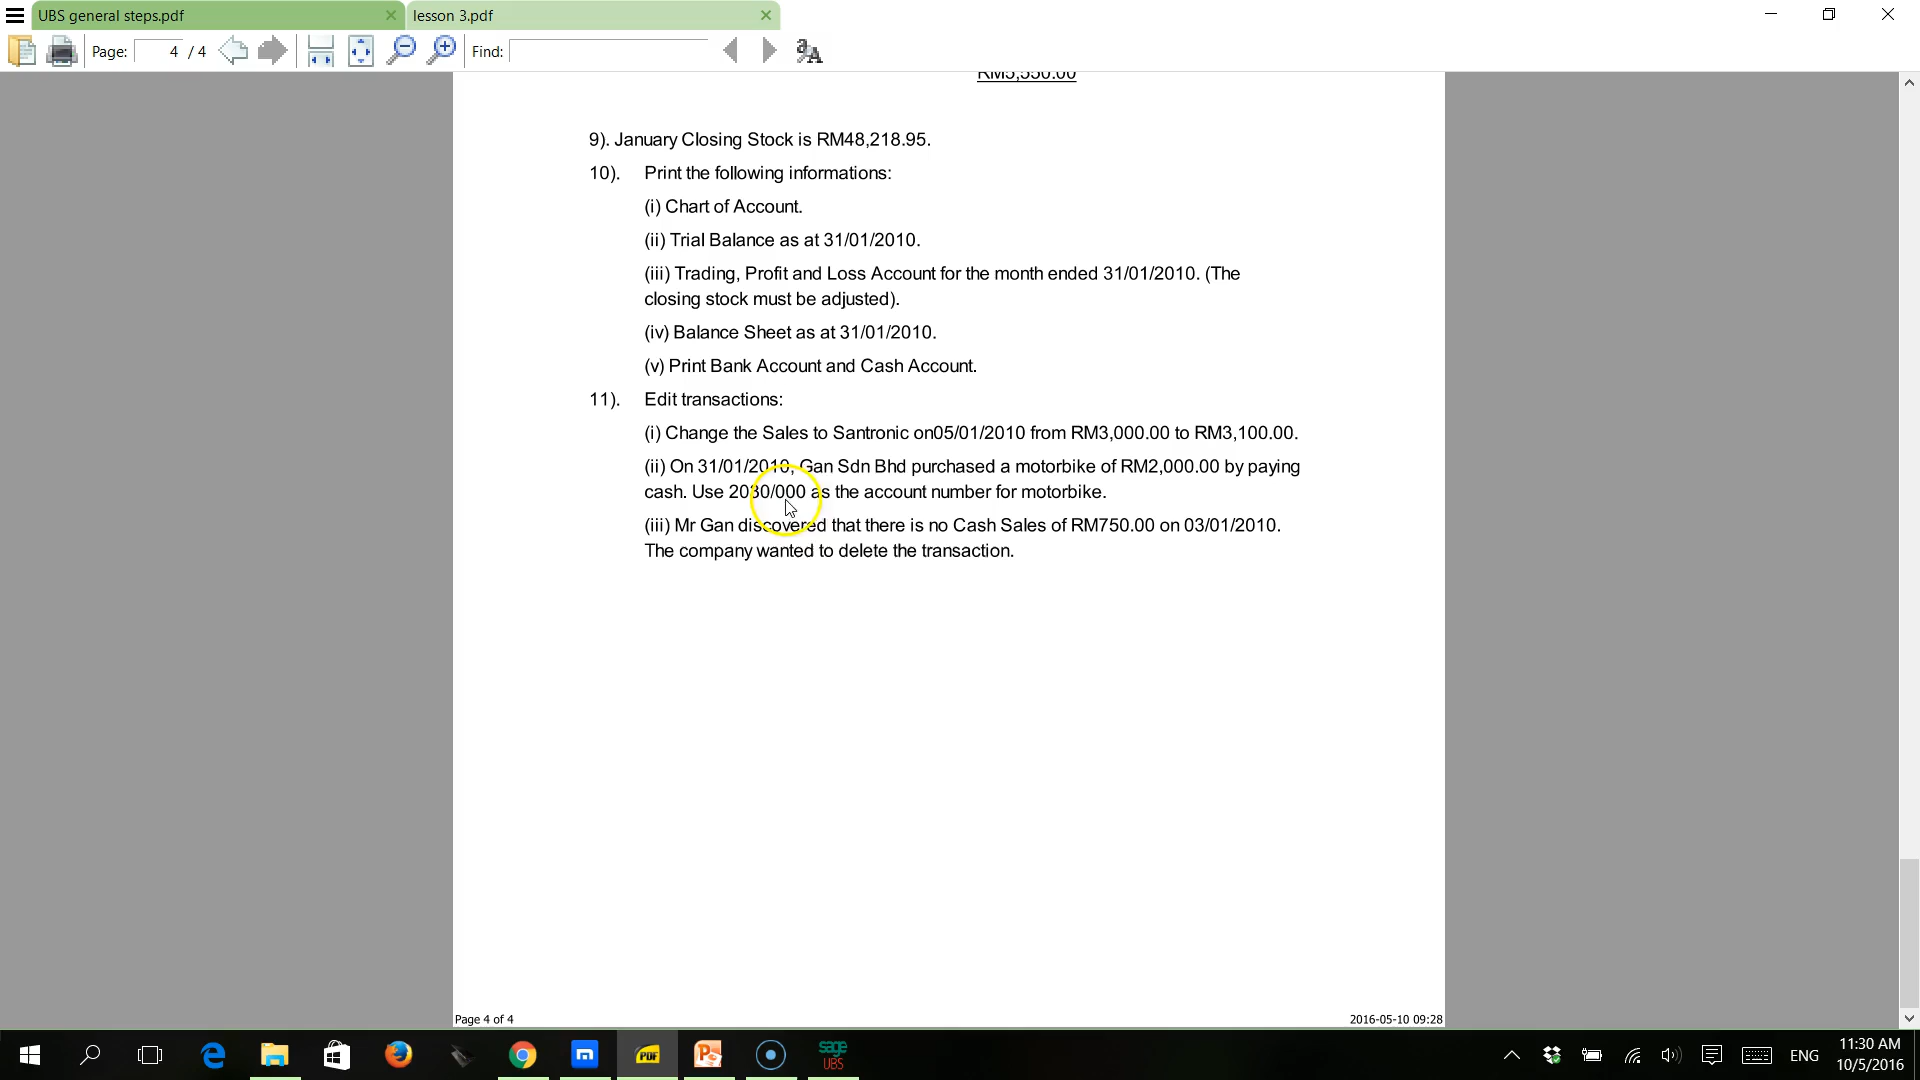 UBS general steps.pdf
lesson 3.pdf
Page: 4 / 4
Find:
RM5,550.00
9). January Closing Stock is RM48,218.95.
10). Print the following informations:
(i) Chart of Account.
(ii) Trial Balance as at 31/01/2010.
(iii) Trading, Profit and Loss Account for the month ended 31/01/2010. (The
closing stock must be adjusted).
(iv) Balance Sheet as at 31/01/2010.
(v) Print Bank Account and Cash Account.
11). Edit transactions:
(i) Change the Sales to Santronic on05/01/2010 from RM3,000.00 to RM3,100.00.
(ii) On 31/01/2010, Gan Sdn Bhd purchased a motorbike of RM2,000.00 by paying
cash. Use 2030/000 as the account number for motorbike.
(iii) Mr Gan discovered that there is no Cash Sales of RM750.00 on 03/01/2010.
The company wanted to delete the transaction.
Page 4 of 4
2016-05-10 09:28
PDF
sage
UBS
ENG
11:30 AM
10/5/2016